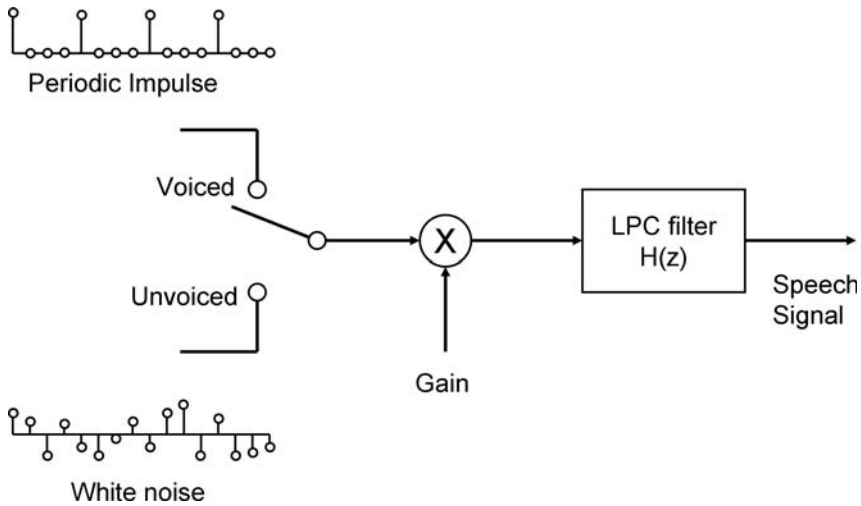 Periodic Impulse
Voiced
X
LPC filter
H(z)
Unvoiced
Speech
Signal
Gain
White noise